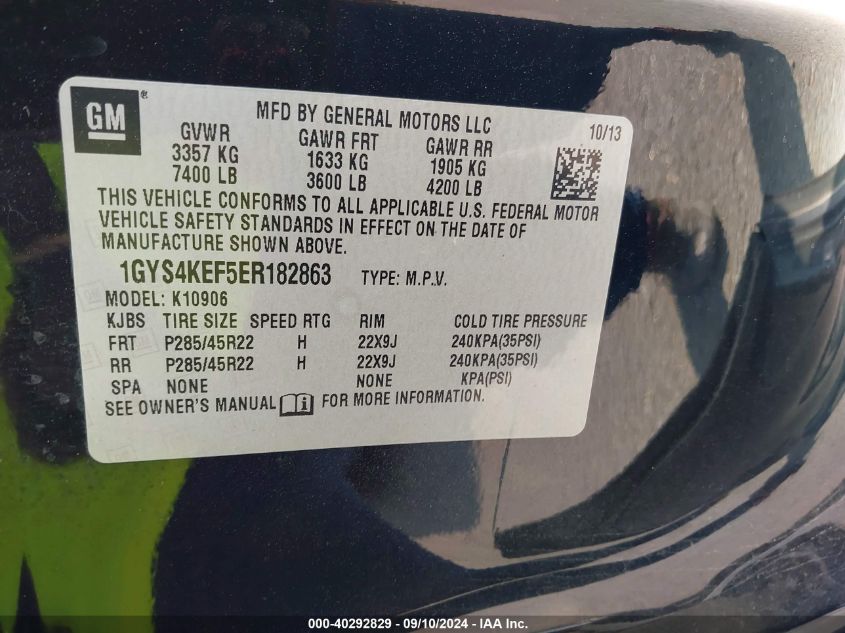 GM®
MFD BY GENERAL MOTORS LLC
10/13
GVWR GAWR FRT GAWR RR
3357 KG 1633 KG 1905 KG
7400 LB 3600 LB 4200 LB
THIS VEHICLE CONFORMS TO ALL APPLICABLE U.S. FEDERAL MOTOR
VEHICLE SAFETY STANDARDS IN EFFECT ON THE DATE OF
MANUFACTURE SHOWN ABOVE.
1GYS4KEF5ER182863 TYPE: M.P.V.
MODEL: K10906
KJBS TIRE SIZE SPEED RTG RIM COLD TIRE PRESSURE
FRT P285/45R22 H 22X9J 240KPA(35PSI)
RR P285/45R22 H 22X9J 240KPA(35PSI)
SPA NONE NONE KPA(PSI)
SEE OWNER'S MANUAL FOR MORE INFORMATION.
000-40292829 - 09/10/2024 - IAAI.com